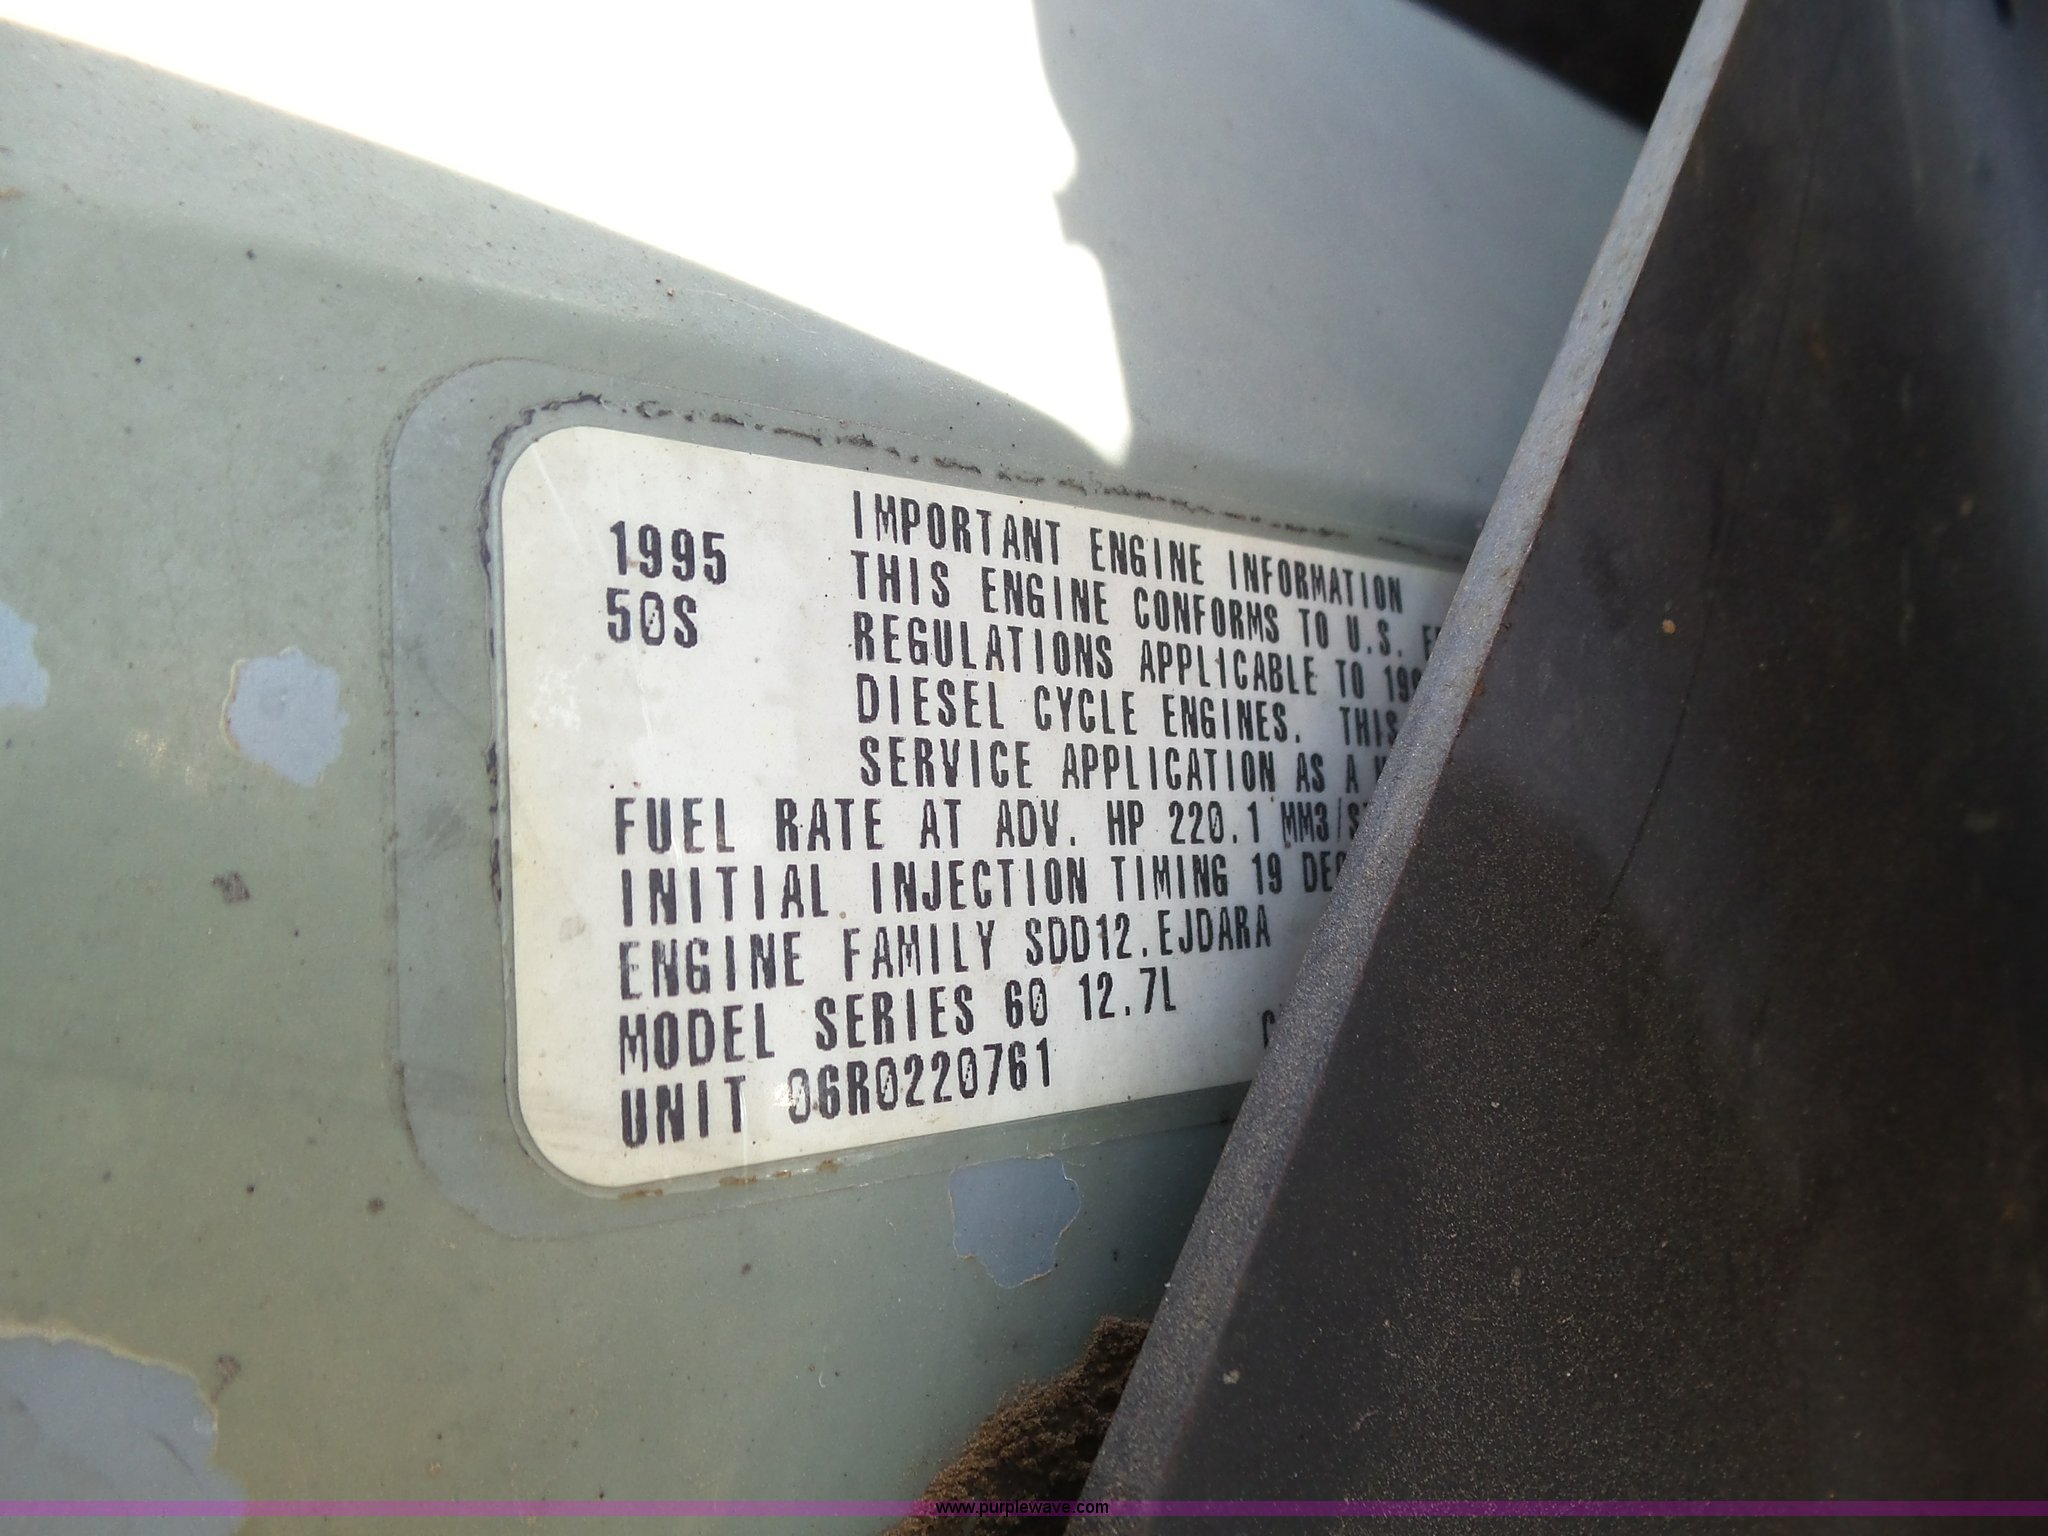 1995
50S
IMPORTANT ENGINE INFORMATION
THIS ENGINE CONFORMS TO U.S.
REGULATIONS APPLICABLE TO
DIESEL CYCLE ENGINES. THIS
SERVICE APPLICATION AS A
FUEL RATE AT ADV. HP 220.1
INITIAL INJECTION TIMING 19
ENGINE FAMILY SDD12.EJDARA
MODEL SERIES 60 12.7L
UNIT 06R0220761
www.purplewave.com